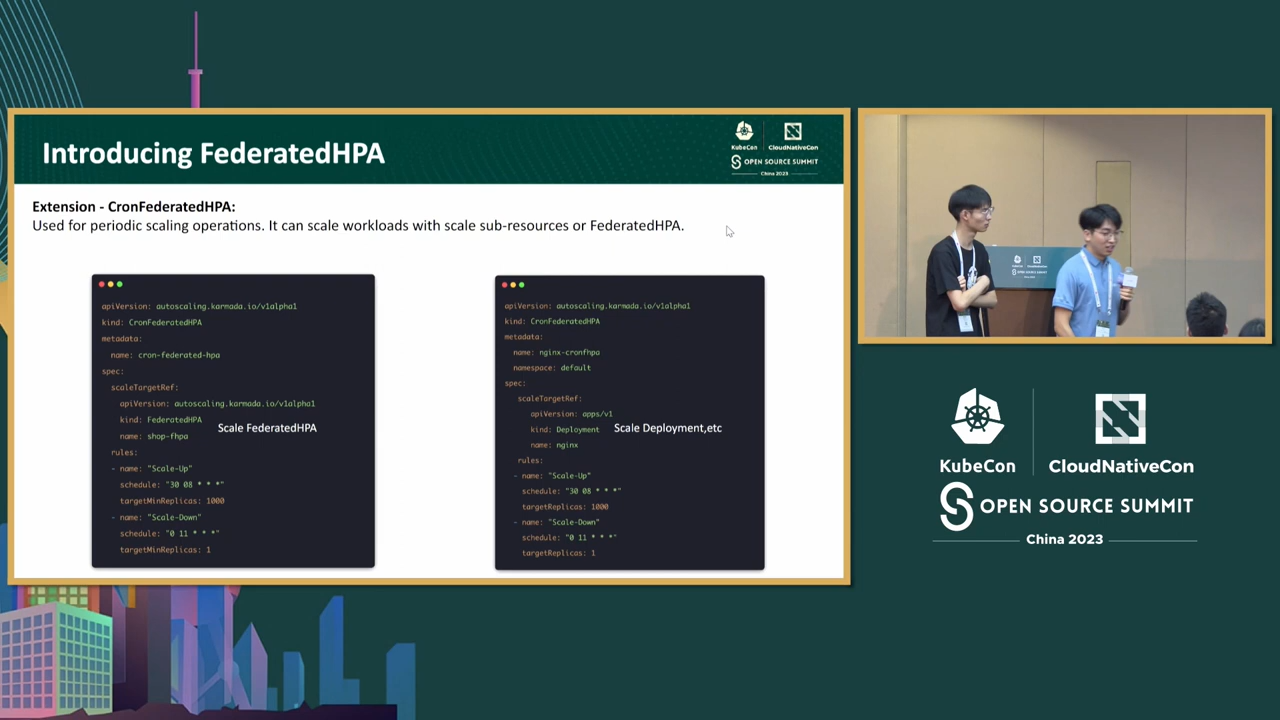 Introducing FederatedHPA
KubeCon
CloudNativeCon
OPEN SOURCE SUMMIT
China 2023
Extension - CronFederatedHPA:
Used for periodic scaling operations. It can scale workloads with scale sub-resources or FederatedHPA.
apiVersion: autoscaling.karmada.io/v1alpha1
kind: CronFederatedHPA
metadata:
name: cron-federated-hpa
spec:
scaleTargetRef:
apiVersion: autoscaling.karmada.io/v1alpha1
kind: FederatedHPA
name: shop-fhpa
Scale FederatedHPA
rules:
- name: "Scale-Up"
schedule: "30 08 * * *"
targetMinReplicas: 1000
- name: "Scale-Down"
schedule: "0 11 * * *"
targetMinReplicas: 1
apiVersion: autoscaling.karmada.io/v1alpha1
kind: CronFederatedHPA
metadata:
name: nginx-cronfhpa
namespace: default
spec:
scaleTargetRef:
apiVersion: apps/v1
kind: Deployment
name: nginx
Scale Deployment,etc
rules:
- name: "Scale-Up"
schedule: "30 08 * * *"
targetReplicas: 1000
- name: "Scale-Down"
schedule: "0 11 * * *"
targetReplicas: 1
KubeCon
CloudNativeCon
OPEN SOURCE SUMMIT
China 2023